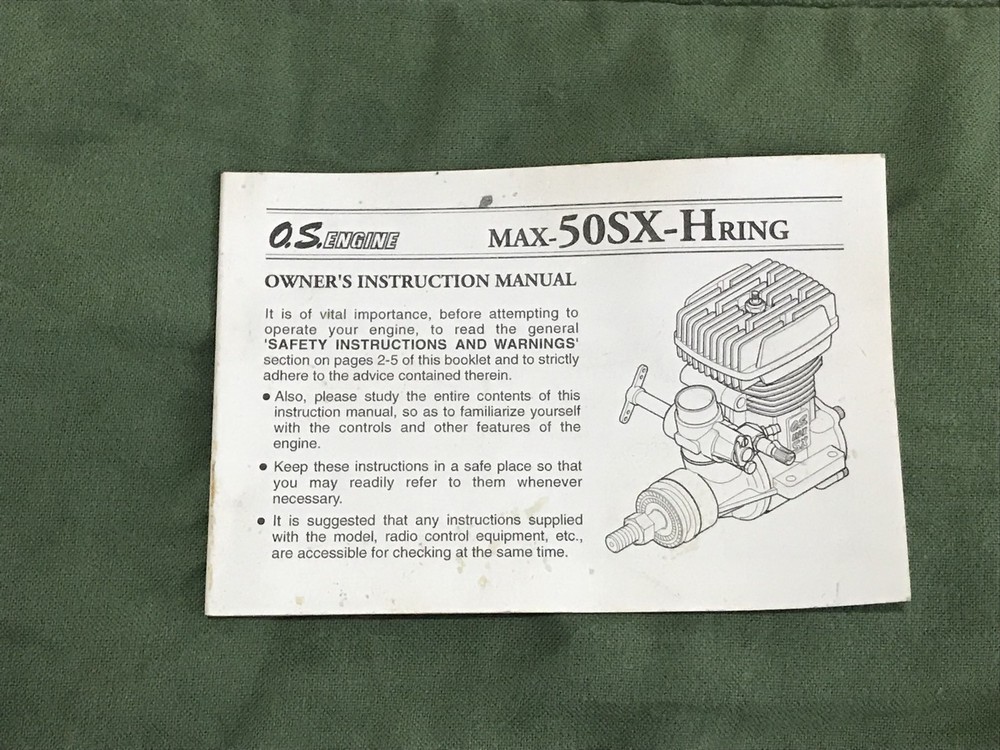 O.S.ENGINE
MAX-50SX-HRING
OWNER'S INSTRUCTION MANUAL
It is of vital importance, before attempting to
operate your engine, to read the general
'SAFETY INSTRUCTIONS AND WARNINGS'
section on pages 2-5 of this booklet and to strictly
adhere to the advice contained therein.
● Also, please study the entire contents of this
instruction manual, so as to familiarize yourself
with the controls and other features of the
engine.
● Keep these instructions in a safe place so that
you may readily refer to them whenever
necessary.
● It is suggested that any instructions supplied
with the model, radio control equipment, etc.,
are accessible for checking at the same time.
O.S.